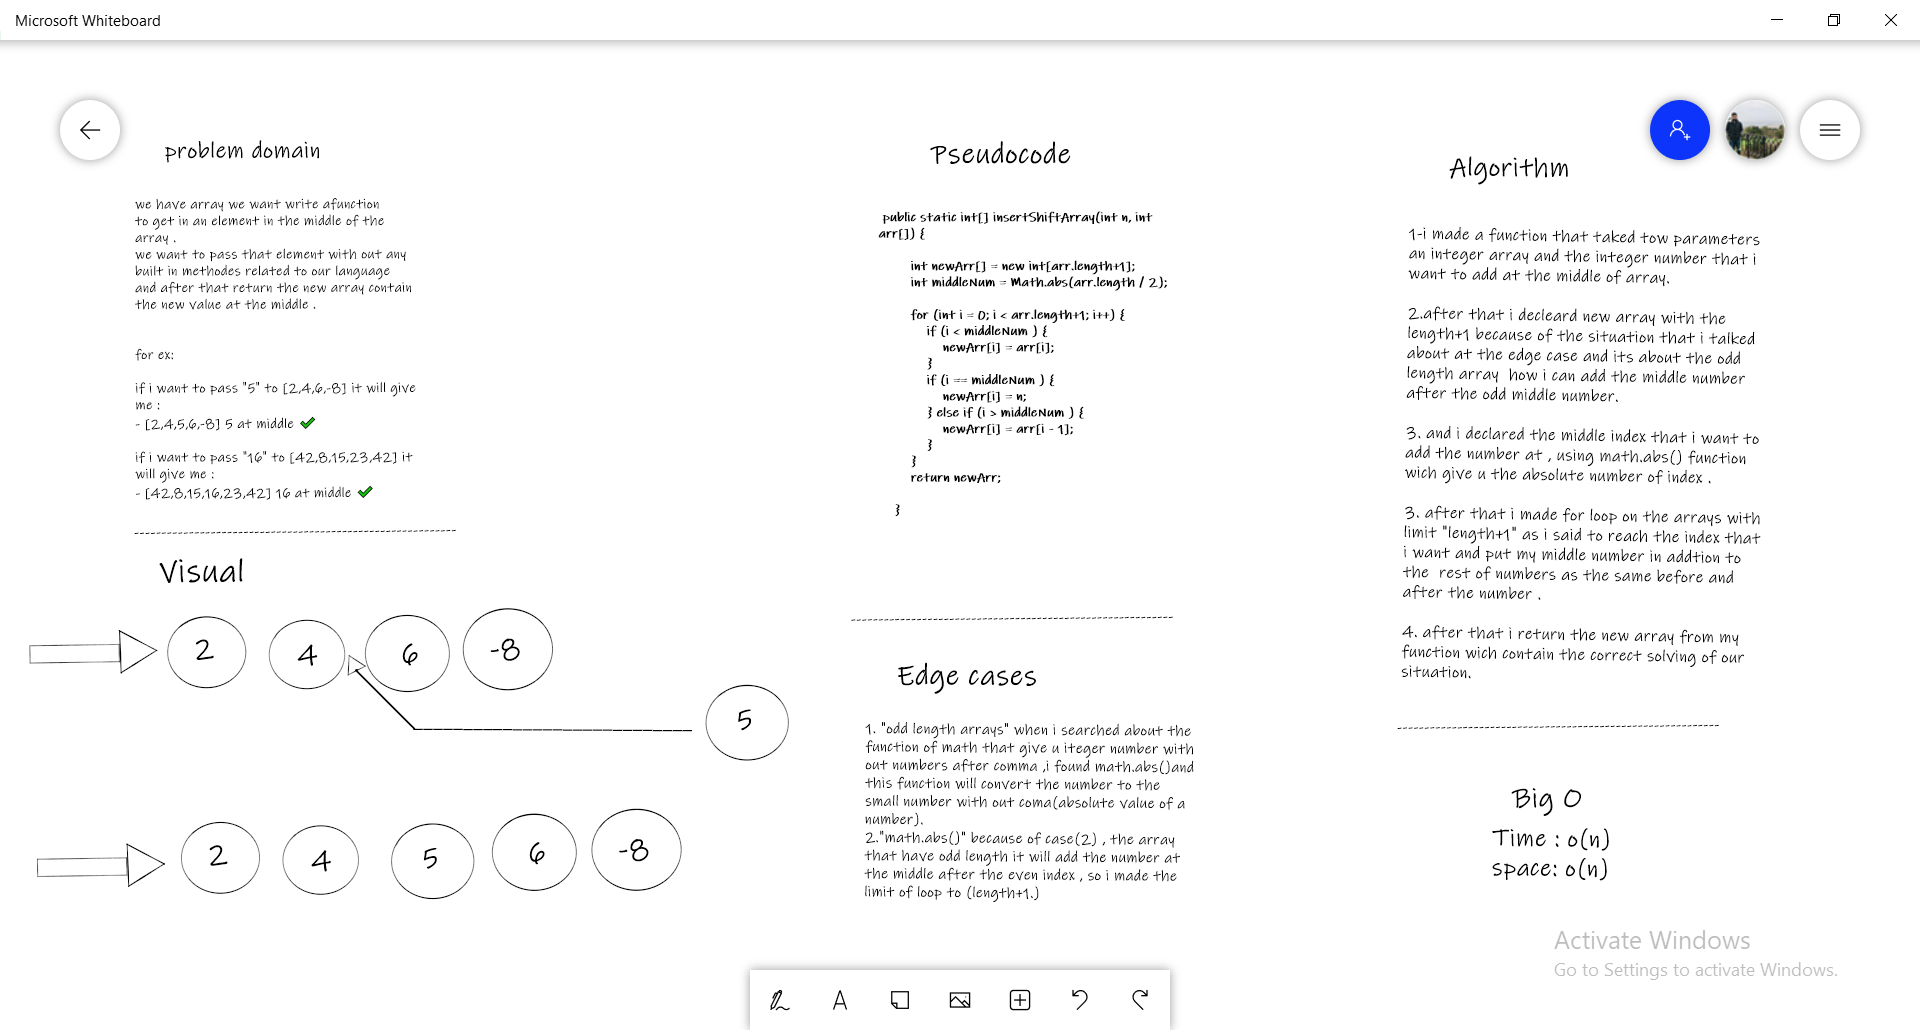 Microsoft Whiteboard
problem domain
we have array we want write afunction
to get in an element in the middle of the
array .
we want to pass that element with out any
built in methodes related to our language
and after that return the new array contain
the new value at the middle .
for ex:
if i want to pass "5" to [2,4,6,-8] it will give
me :
- [2,4,5,6,-8] 5 at middle
if i want to pass "16" to [42,8,15,23,42] it
will give me :
- [42,8,15,16,23,42] 16 at middle
Visual
2 4 6 -8
5
2 4 5 6 -8
Pseudocode
public static int[] insertShiftArray(int n, int
arr[]) {
int newArr[] = new int[arr.length+1];
int middleNum = Math.abs(arr.length / 2);
for (int i = 0; i < arr.length+1; i++) {
if (i < middleNum ) {
newArr[i] = arr[i];
}
if (i == middleNum ) {
newArr[i] = n;
} else if (i > middleNum ) {
newArr[i] = arr[i - 1];
}
}
return newArr;
}
Edge cases
1. "odd length arrays" when i searched about the
function of math that give u iteger number with
out numbers after comma ,i found math.abs()and
this function will convert the number to the
small number with out coma(absolute value of a
number).
2."math.abs()" because of case(2) , the array
that have odd length it will add the number at
the middle after the even index , so i made the
limit of loop to (length+1.)
Algorithm
1-i made a function that taked tow parameters
an integer array and the integer number that i
want to add at the middle of array.
2.after that i decleard new array with the
length+1 because of the situation that i talked
about at the edge case and its about the odd
length array how i can add the middle number
after the odd middle number.
3. and i declared the middle index that i want to
add the number at , using math.abs() function
wich give u the absolute number of index .
3. after that i made for loop on the arrays with
limit "length+1" as i said to reach the index that
i want and put my middle number in addtion to
the rest of numbers as the same before and
after the number .
4. after that i return the new array from my
function wich contain the correct solving of our
situation.
Big O
Time : o(n)
space: o(n)
Activate Windows
Go to Settings to activate Windows.